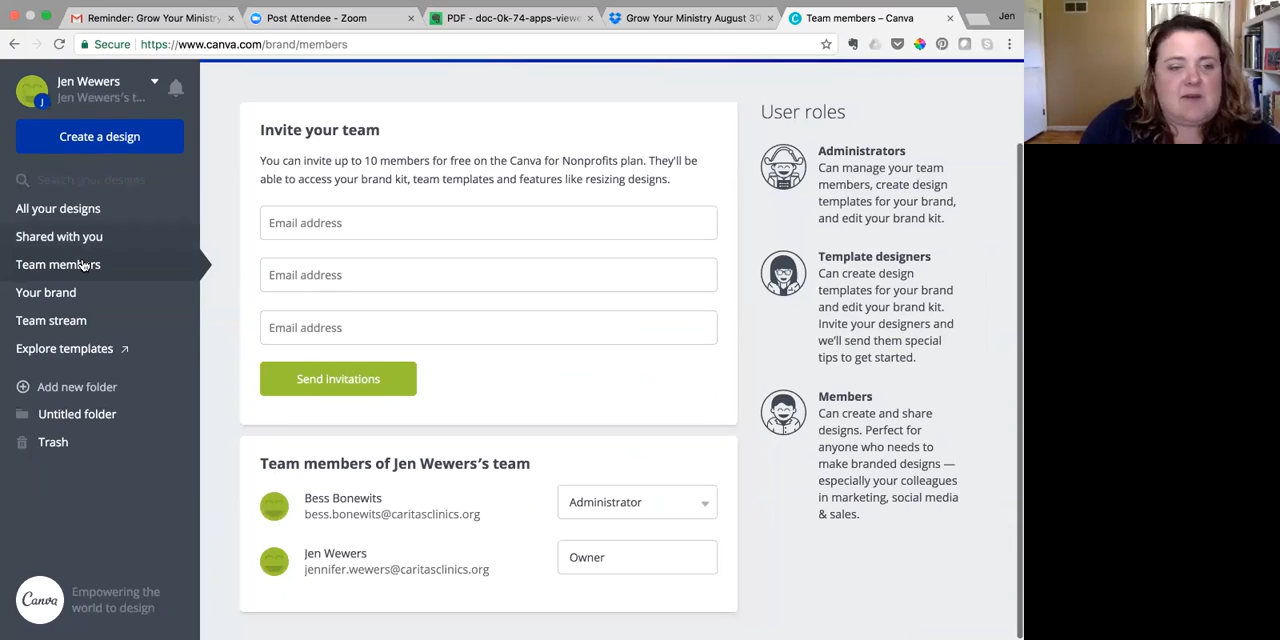 Reminder: Grow Your Ministry
Post Attendee - Zoom
PDF - doc-0k-74-apps-viewe
Grow Your Ministry August 30
Team members – Canva
Jen
Secure
https://www.canva.com/brand/members
Jen Wewers
Jen Wewers's t...
J
Create a design
Search your designs
All your designs
Shared with you
Team members
Your brand
Team stream
Explore templates
Add new folder
Untitled folder
Trash
Canva
Empowering the
world to design
Invite your team
You can invite up to 10 members for free on the Canva for Nonprofits plan. They'll be
able to access your brand kit, team templates and features like resizing designs.
Email address
Email address
Email address
Send invitations
Team members of Jen Wewers's team
Bess Bonewits
bess.bonewits@caritasclinics.org
Administrator
Jen Wewers
jennifer.wewers@caritasclinics.org
Owner
User roles
Administrators
Can manage your team
members, create design
templates for your brand,
and edit your brand kit.
Template designers
Can create design
templates for your brand
and edit your brand kit.
Invite your designers and
we'll send them special
tips to get started.
Members
Can create and share
designs. Perfect for
anyone who needs to
make branded designs —
especially your colleagues
in marketing, social media
& sales.